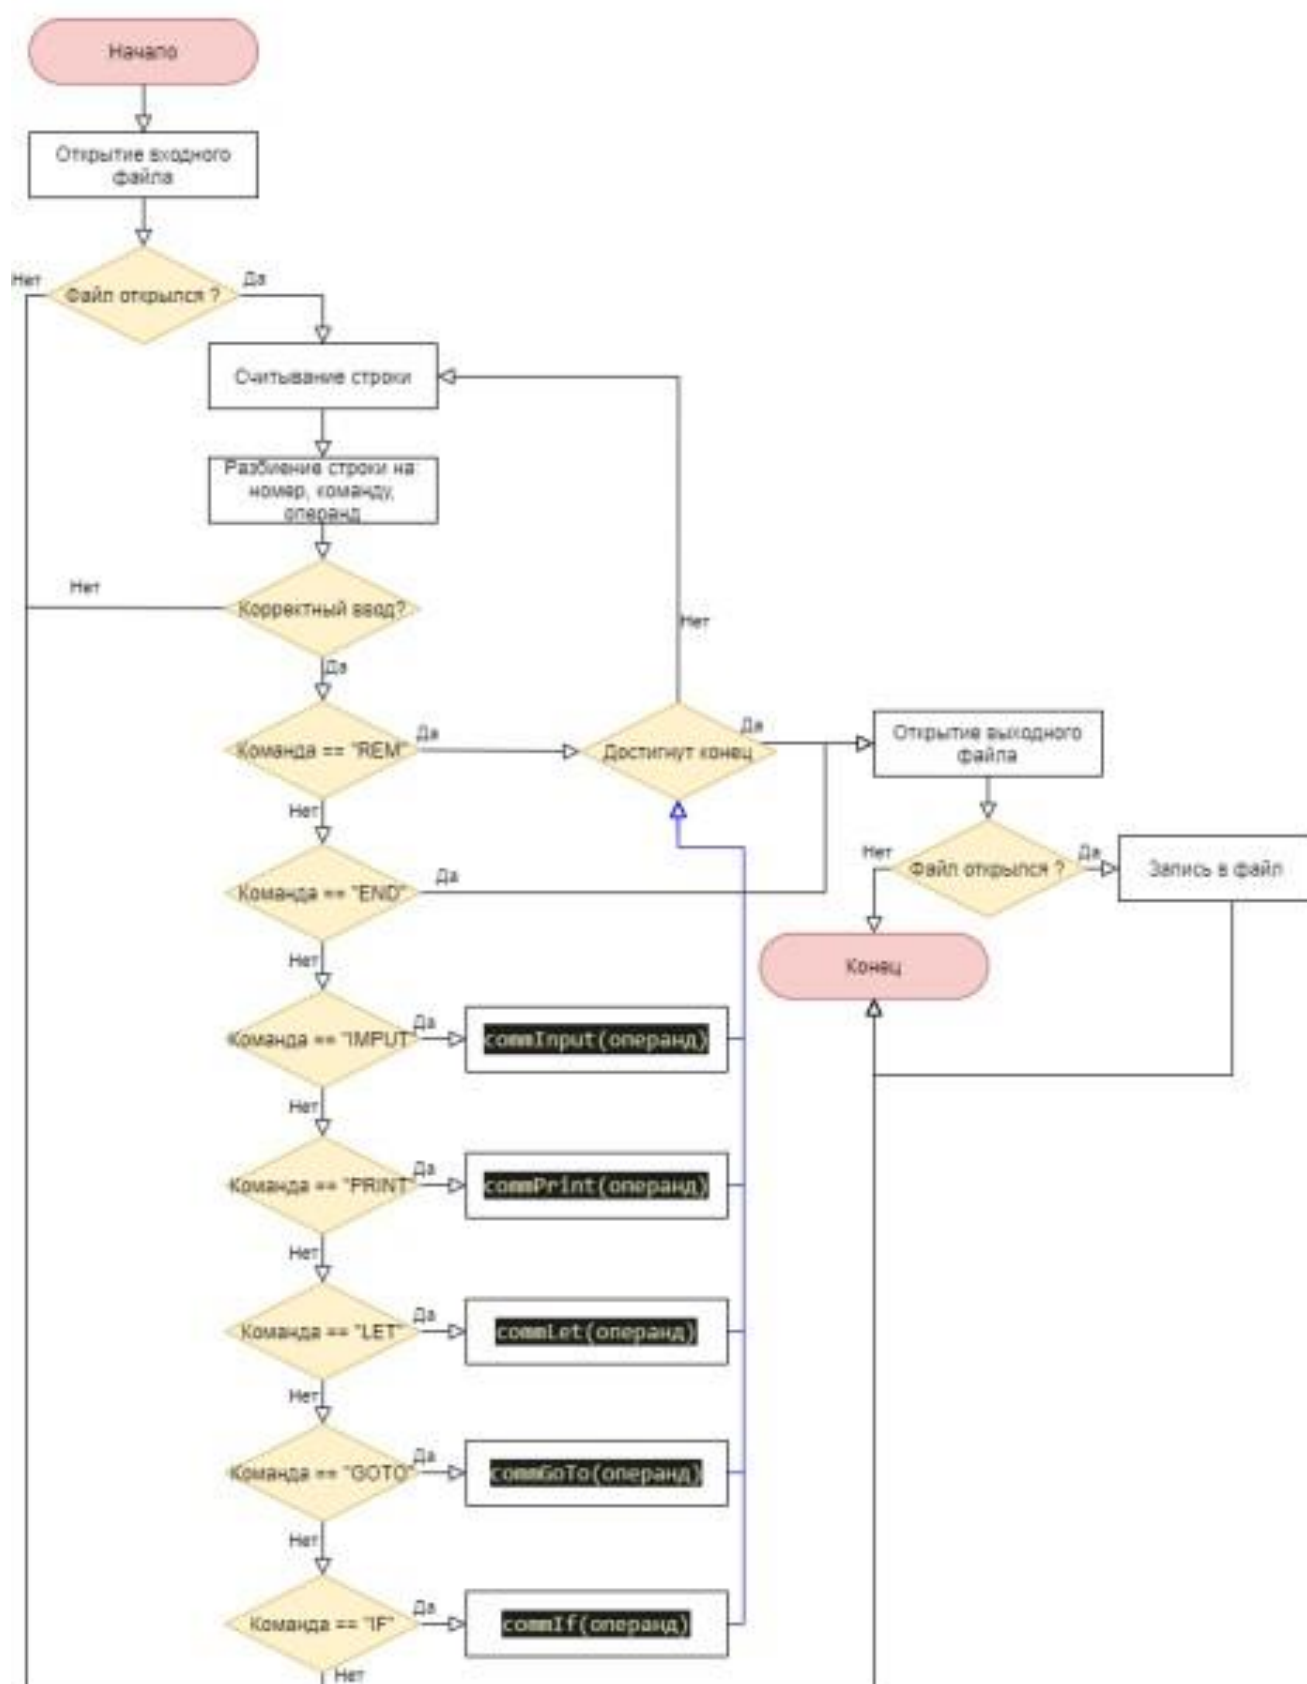 Начало
Открытие входного
файла
Нет
Файл открылся ?
Да
Считывание строки
Разбиение строки на
номер, команду,
операнд
Нет
Корректный ввод?
Нет
Да
Команда == "REM"
Да
Достигнут конец
Да
Открытие выходного
файла
Нет
Команда == "END"
Да
Нет
Файл открылся ?
Да
Запись в файл
Нет
Конец
Команда == "IMPUT"
Да
commInput(операнд)
Нет
Команда == "PRINT"
Да
commPrint(операнд)
Нет
Команда == "LET"
Да
commLet(операнд)
Нет
Команда == "GOTO"
Да
commGoTo(операнд)
Нет
Команда == "IF"
Да
commIf(операнд)
Нет